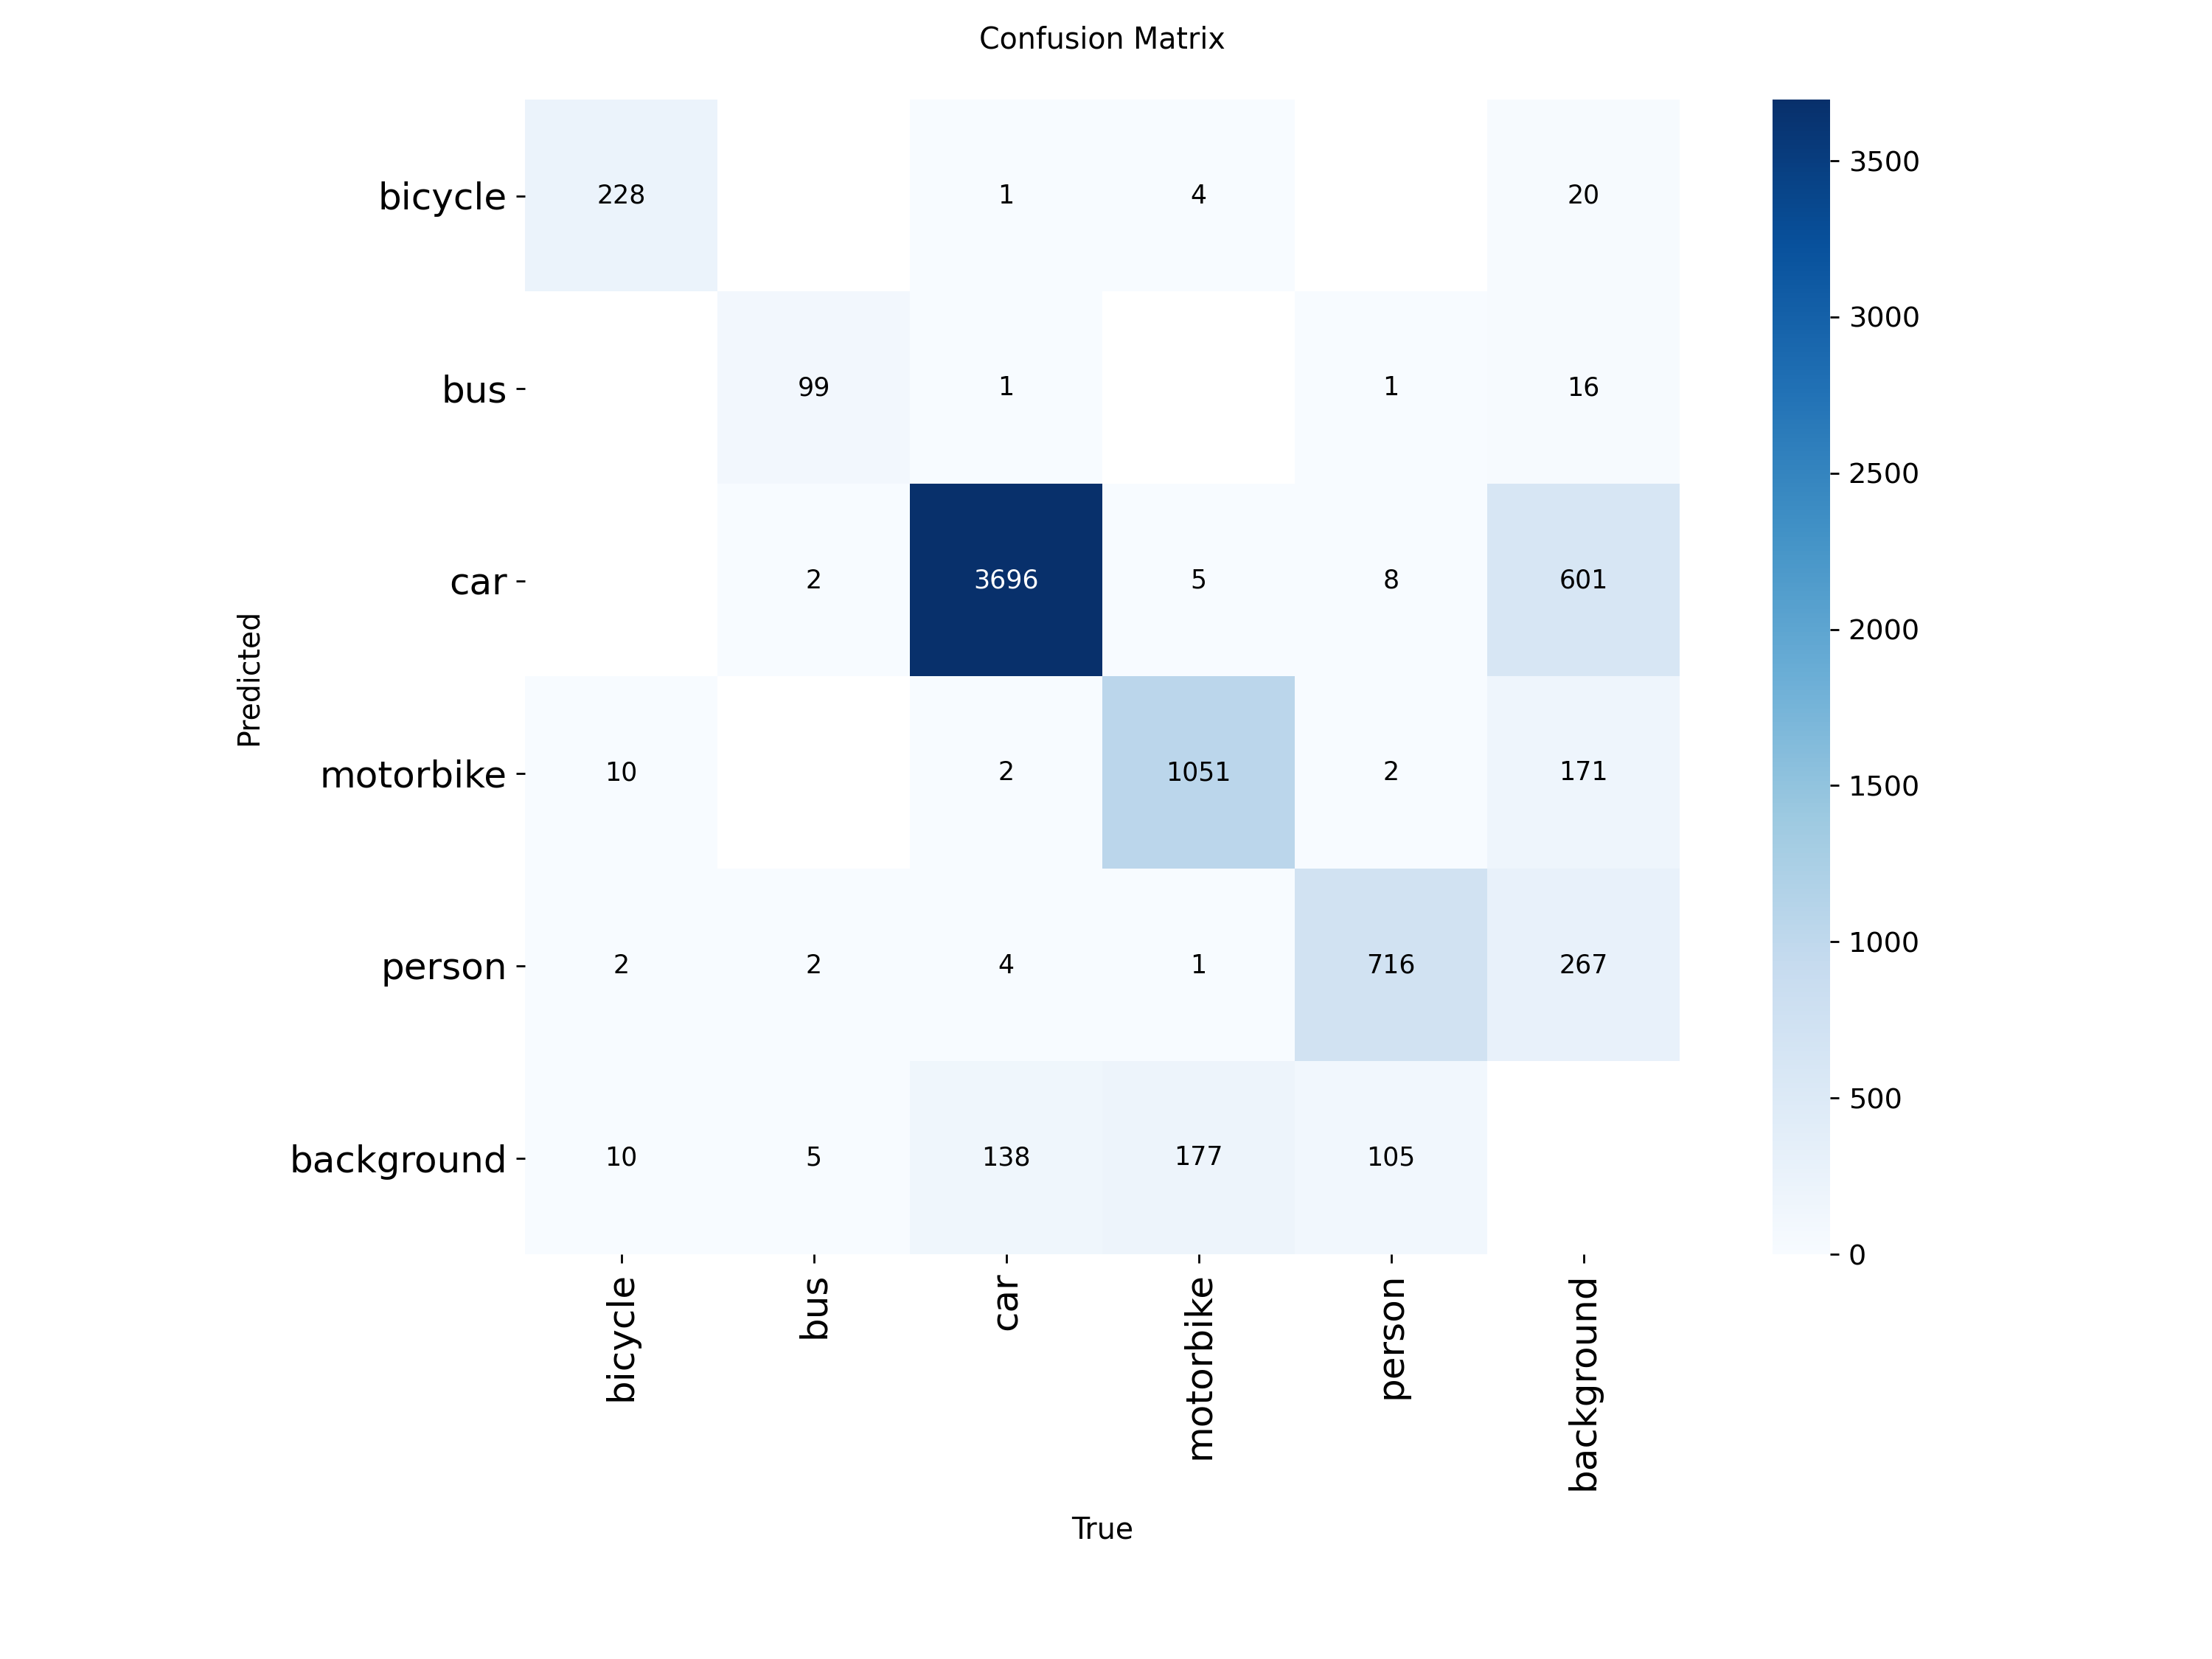 Confusion Matrix
bicycle 228 1 4 20
bus 99 1 1 16
car 2 3696 5 8 601
motorbike 10 2 1051 2 171
person 2 2 4 1 716 267
background 10 5 138 177 105
Predicted
bicycle bus car motorbike person background
True
3500
3000
2500
2000
1500
1000
500
0